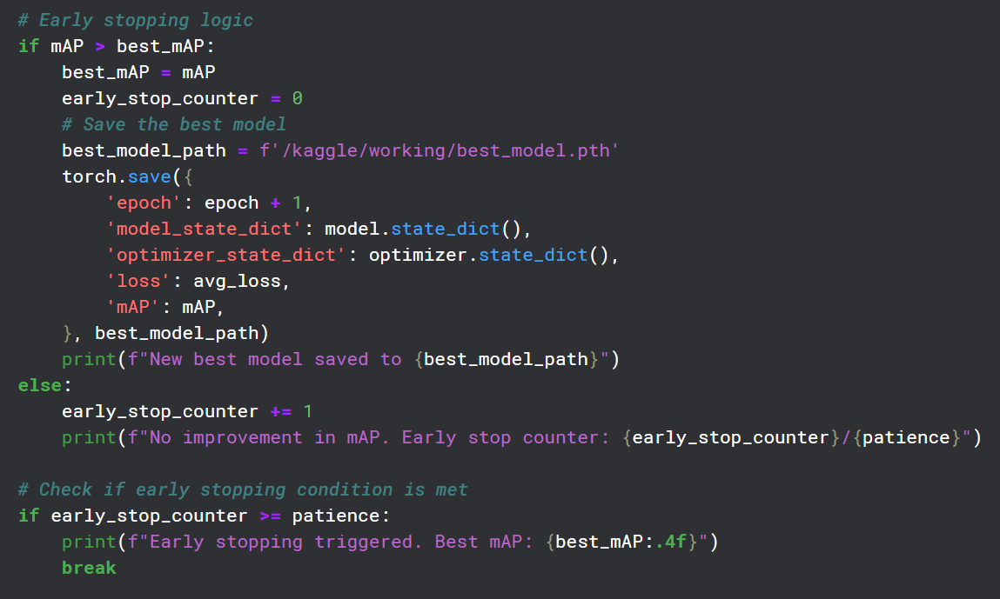 # Early stopping logic
if mAP > best_mAP:
    best_mAP = mAP
    early_stop_counter = 0
    # Save the best model
    best_model_path = f'/kaggle/working/best_model.pth'
    torch.save({
        'epoch': epoch + 1,
        'model_state_dict': model.state_dict(),
        'optimizer_state_dict': optimizer.state_dict(),
        'loss': avg_loss,
        'mAP': mAP,
    }, best_model_path)
    print(f"New best model saved to {best_model_path}")
else:
    early_stop_counter += 1
    print(f"No improvement in mAP. Early stop counter: {early_stop_counter}/{patience}")

# Check if early stopping condition is met
if early_stop_counter >= patience:
    print(f"Early stopping triggered. Best mAP: {best_mAP:.4f}")
    break